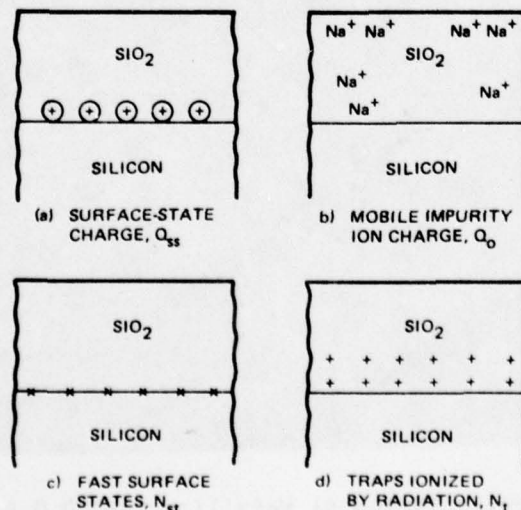 SIO2
+ + + + +
SILICON
(a) SURFACE-STATE
CHARGE, Qss
Na+ Na+ Na+ Na+
SIO2
Na+
Na+
Na+
SILICON
b) MOBILE IMPURITY
ION CHARGE, Qo
SIO2
x x x x x x
SILICON
c) FAST SURFACE
STATES, Nst
SIO2
+ + + + + +
+ + + + + +
SILICON
d) TRAPS IONIZED
BY RADIATION, Nt